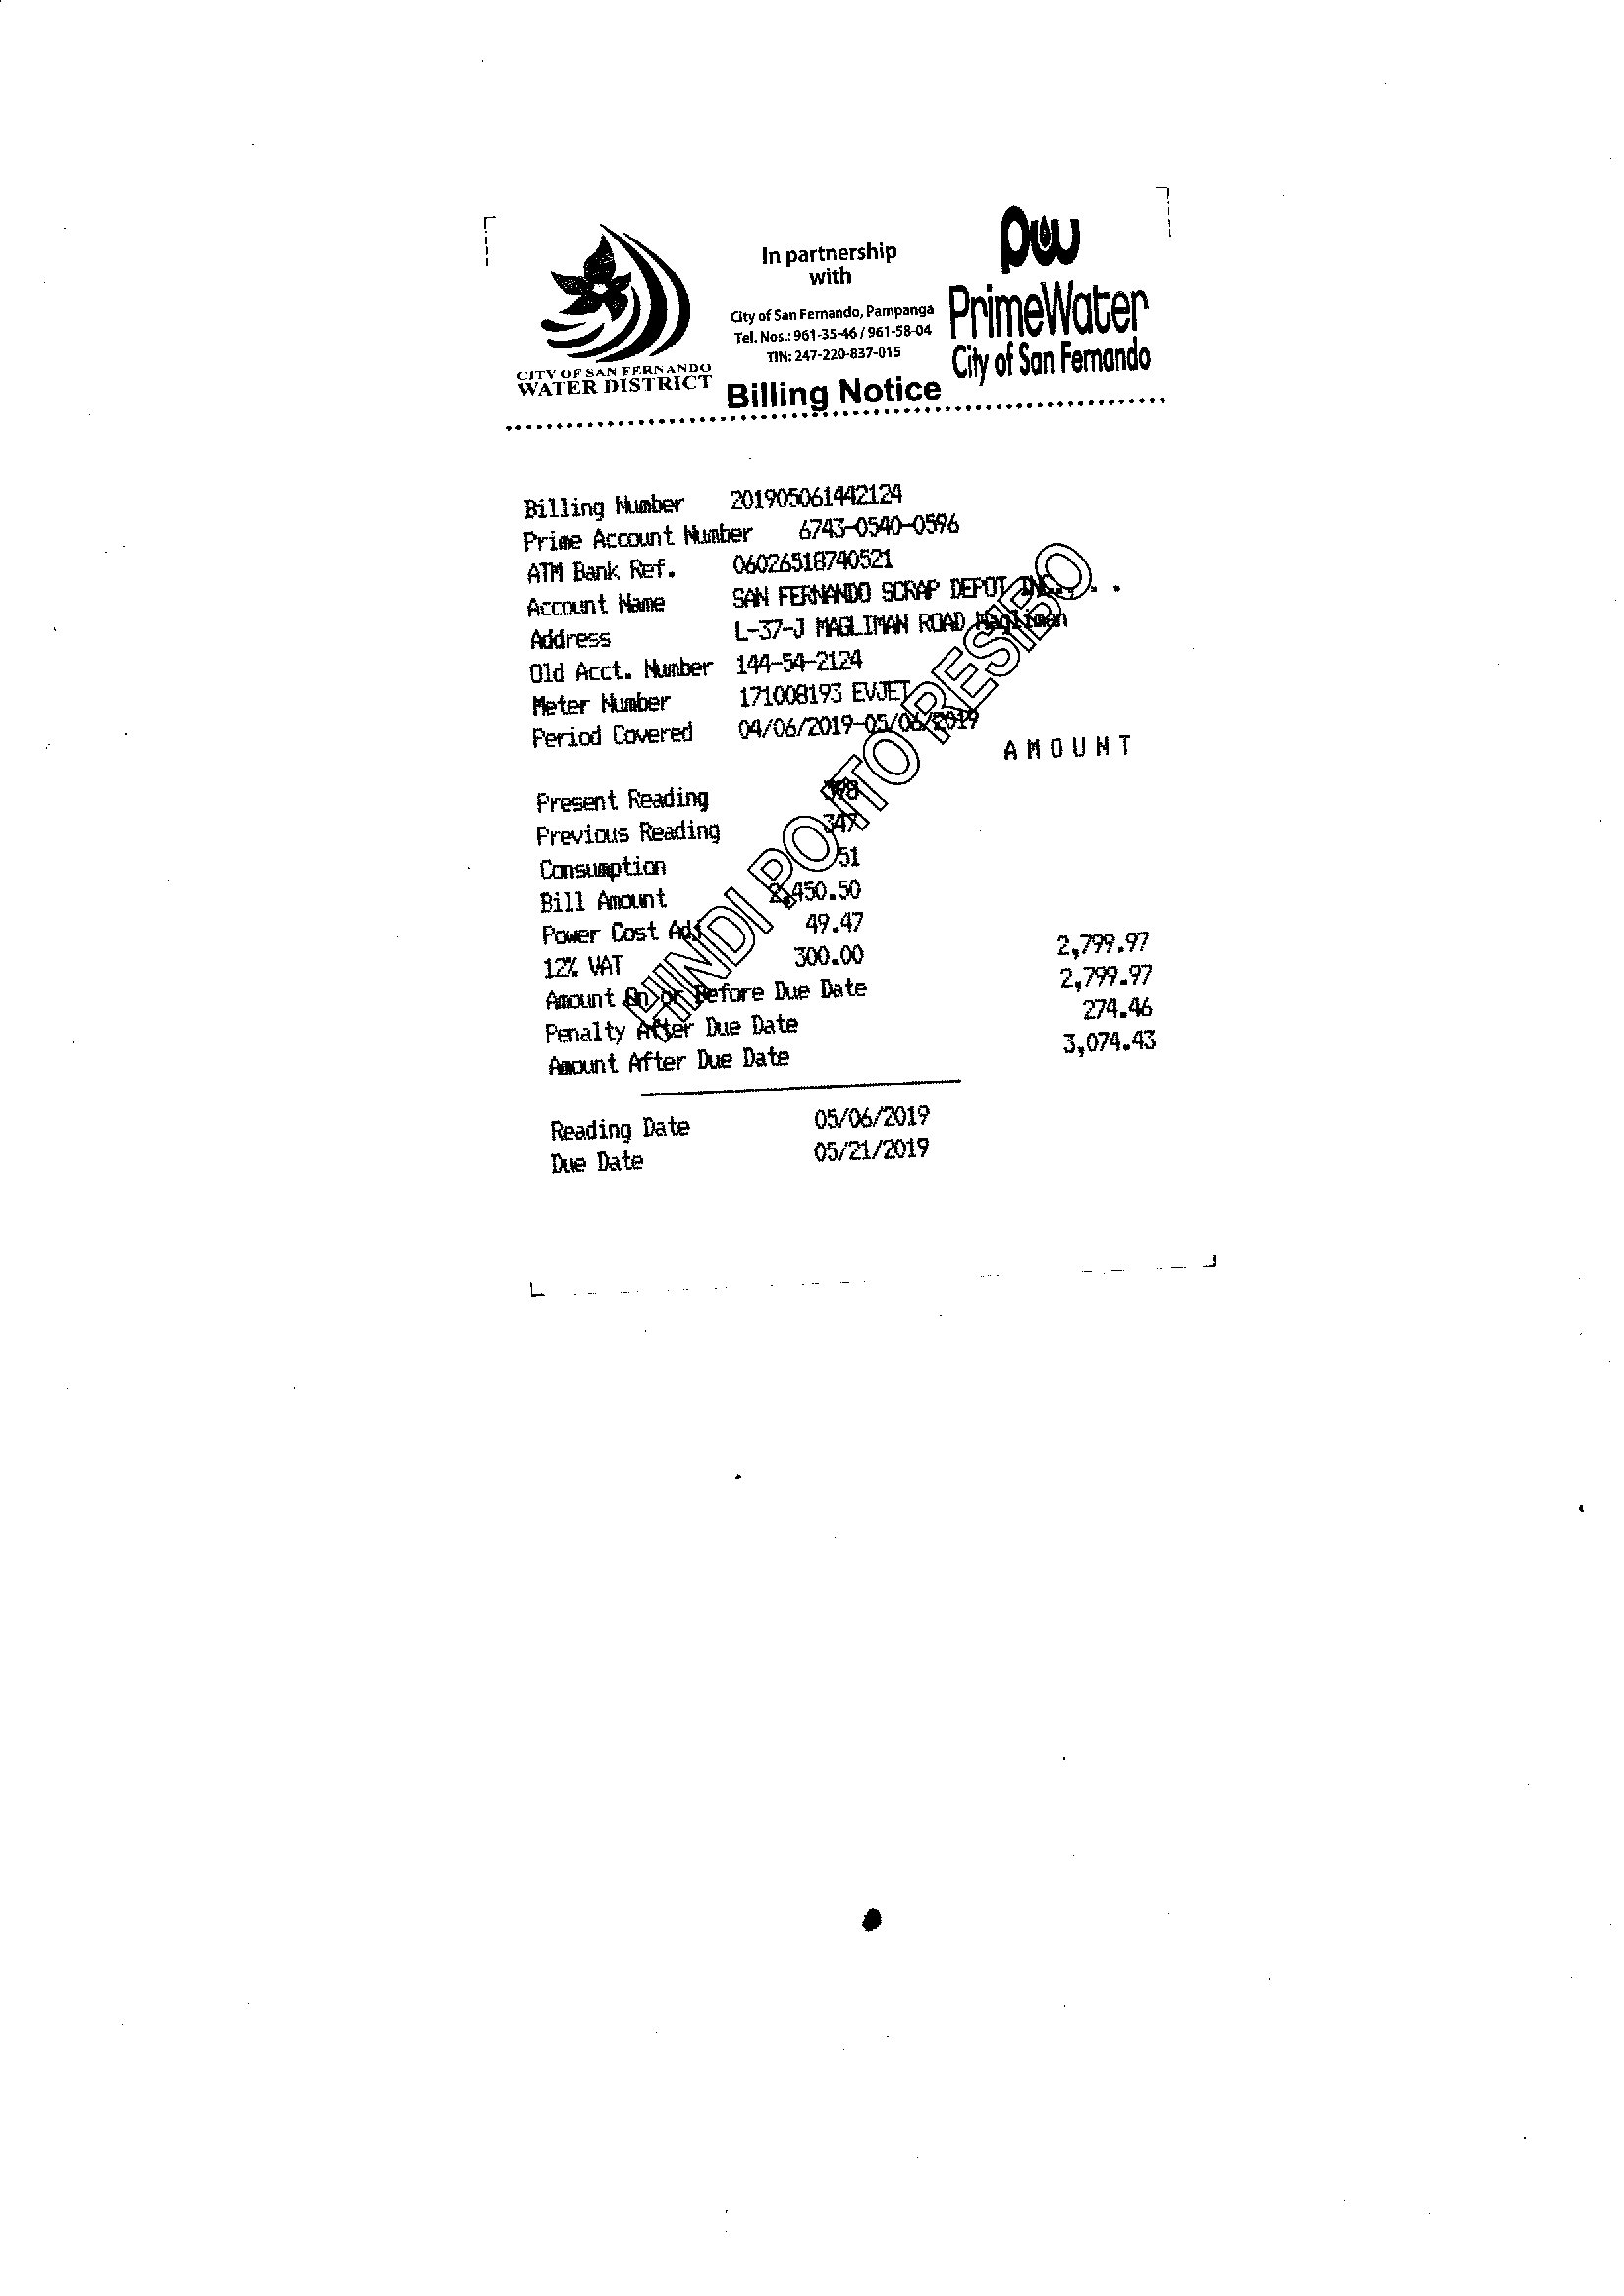 In partnership
with
City of San Fernando, Pampanga
Tel. Nos.: 961-35-46 / 961-58-04
TIN: 247-220-837-015
CITY OF SAN FERNANDO
WATER DISTRICT
pw
PrimeWater
City of San Fernando
Billing Notice
Billing Number 201905061442124
Prime Account Number 6743-0540-0596
ATM Bank Ref. 06026518740521
Account Name SAN FERNANDO SCRAP DEPOT INC., . .
Address L-37-J MAGLIMAN ROAD Magliman
Old Acct. Number 144-54-2124
Meter Number 171008193 EVJET
Period Covered 04/06/2019-05/06/2019
AMOUNT
Present Reading 398
Previous Reading 347
Consumption 51
Bill Amount 2,450.50
Power Cost Adj 49.47
12% VAT 300.00 2,799.97
Amount On or Before Due Date 2,799.97
Penalty After Due Date 274.46
Amount After Due Date 3,074.43
Reading Date 05/06/2019
Due Date 05/21/2019
HINDI PO ITO RESIBO